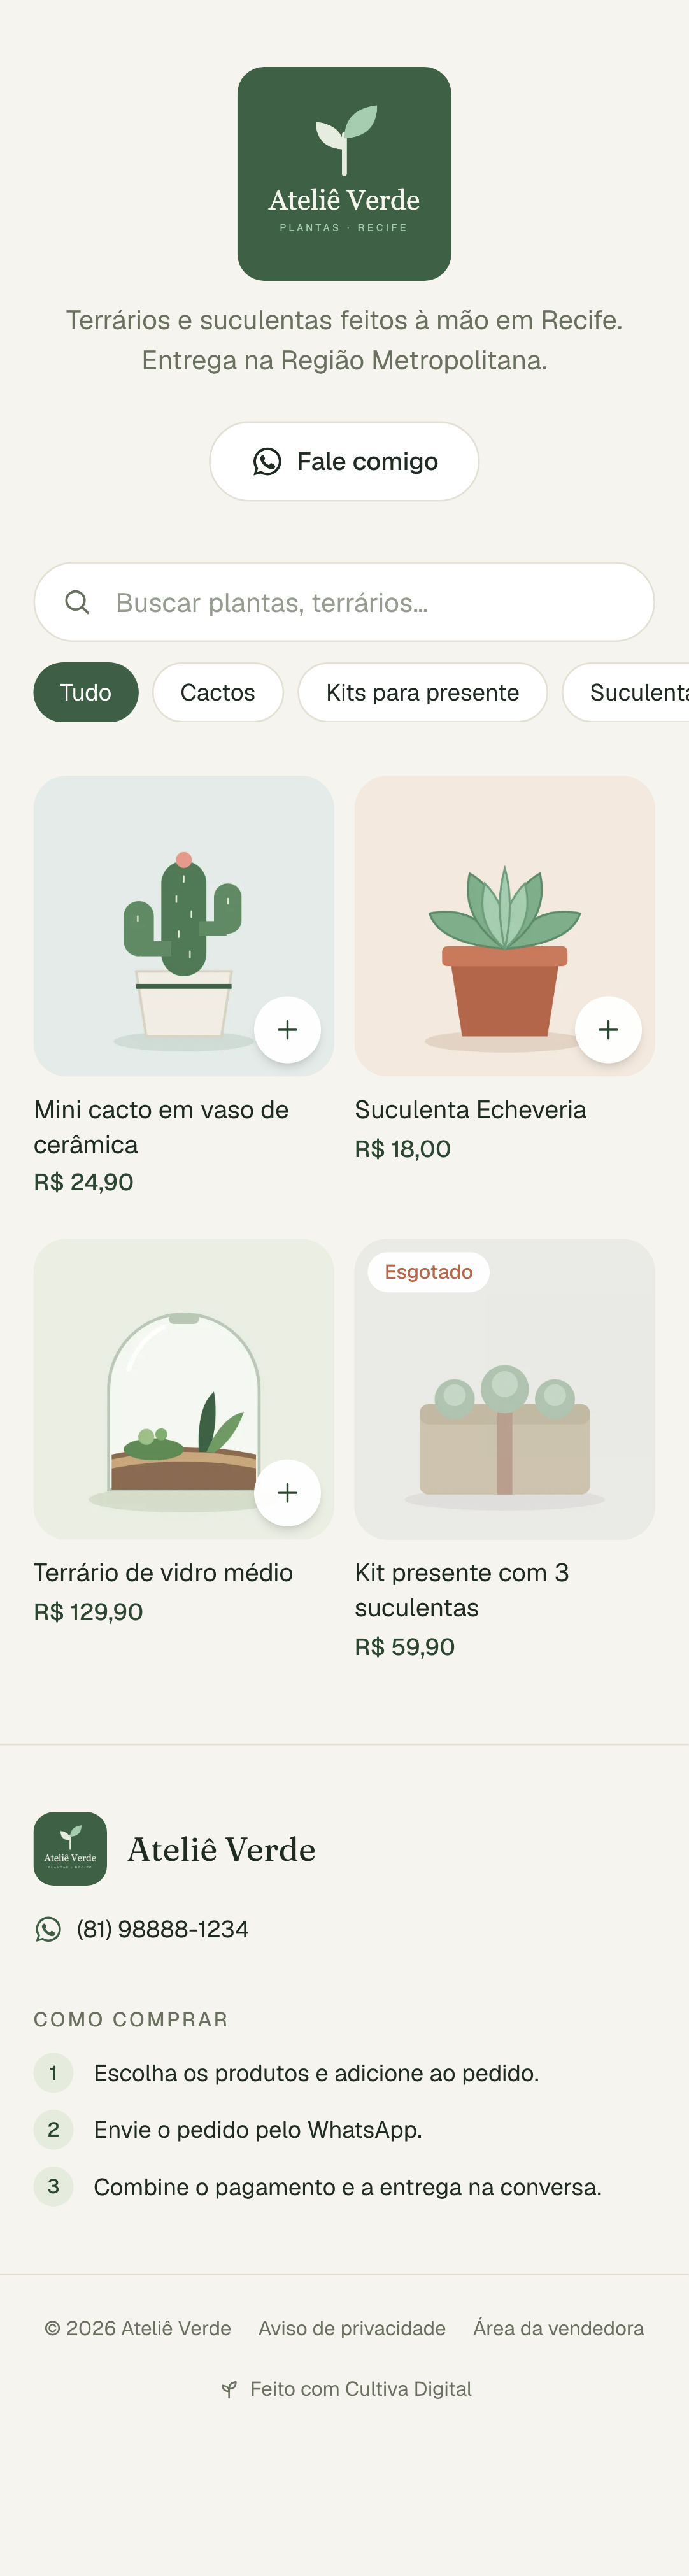 Ateliê Verde
PLANTAS · RECIFE
Terrários e suculentas feitos à mão em Recife.
Entrega na Região Metropolitana.
Fale comigo
Buscar plantas, terrários...
Tudo
Cactos
Kits para presente
Suculenta
Mini cacto em vaso de
cerâmica
R$ 24,90
Suculenta Echeveria
R$ 18,00
Terrário de vidro médio
R$ 129,90
Esgotado
Kit presente com 3
suculentas
R$ 59,90
Ateliê Verde
PLANTAS · RECIFE
Ateliê Verde
(81) 98888-1234
COMO COMPRAR
1 Escolha os produtos e adicione ao pedido.
2 Envie o pedido pelo WhatsApp.
3 Combine o pagamento e a entrega na conversa.
© 2026 Ateliê Verde
Aviso de privacidade
Área da vendedora
Feito com Cultiva Digital